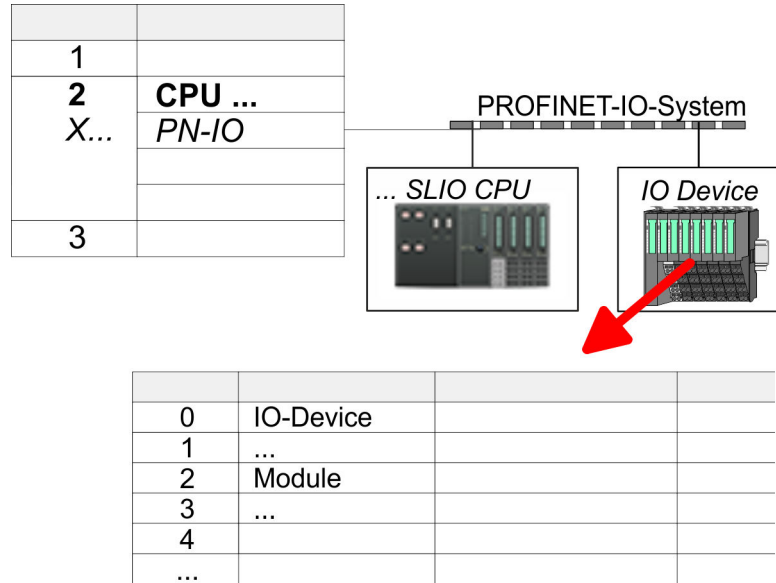 1
2 CPU ...
X... PN-IO
3
PROFINET-IO-System
... SLIO CPU
IO Device
0 IO-Device
1 ...
2 Module
3 ...
4
...